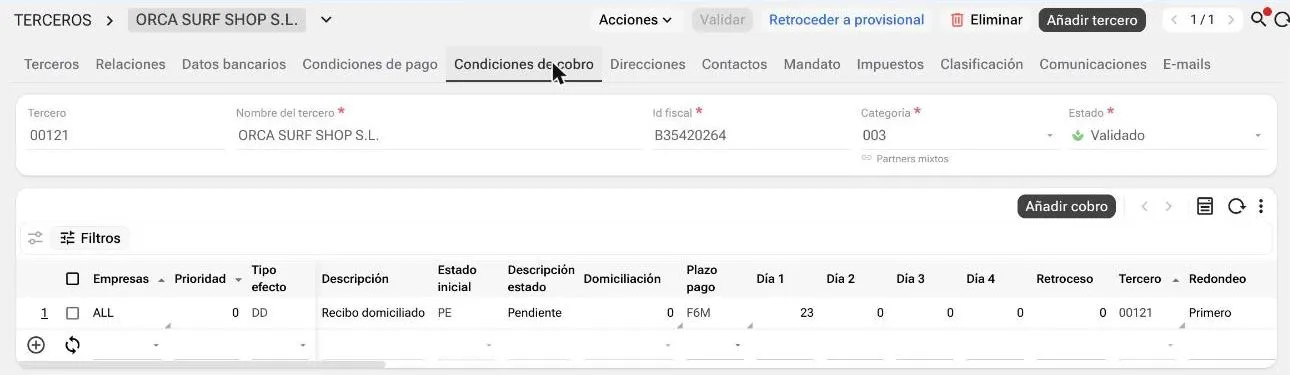 TERCEROS > ORCA SURF SHOP S.L. Acciones Validar Retroceder a provisional Eliminar Añadir tercero < 1 / 1 >
Terceros Relaciones Datos bancarios Condiciones de pago Condiciones de cobro Direcciones Contactos Mandato Impuestos Clasificación Comunicaciones E-mails
Tercero Nombre del tercero * Id fiscal * Categoria * Estado *
00121 ORCA SURF SHOP S.L. B35420264 003 Validado
Partners mixtos
Añadir cobro
Filtros
Empresas Prioridad Tipo efecto Descripción Estado inicial Descripción estado Domiciliación Plazo pago Día 1 Día 2 Día 3 Día 4 Retroceso Tercero Redondeo
1 ALL 0 DD Recibo domiciliado PE Pendiente 0 F6M 23 0 0 0 0 00121 Primero